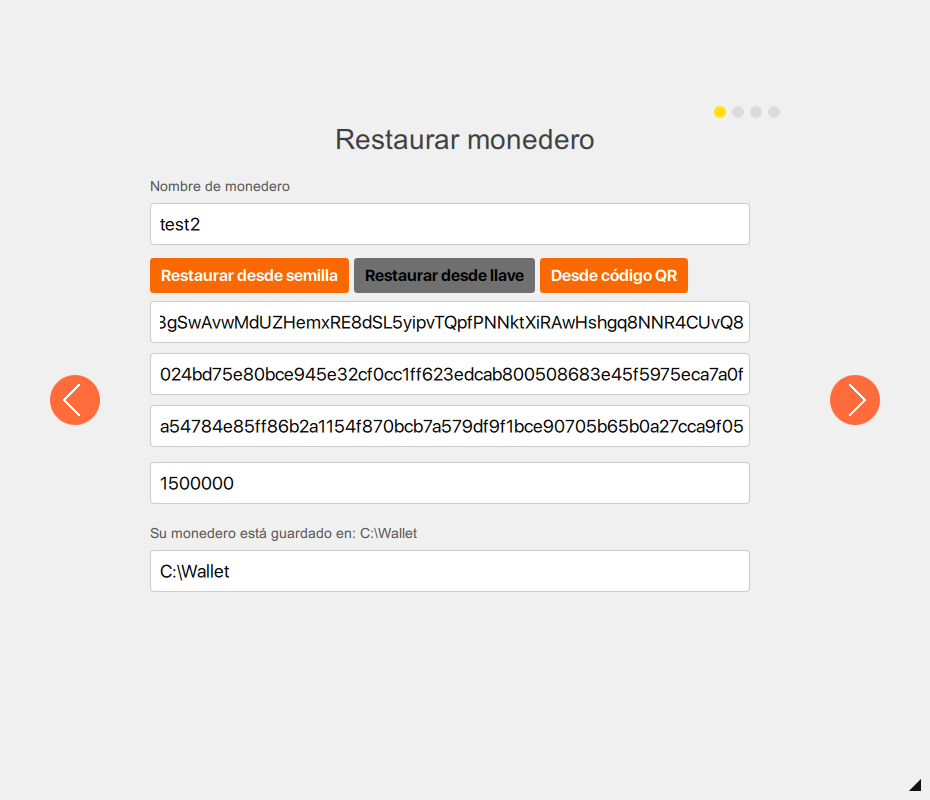 Restaurar monedero
Nombre de monedero
test2
Restaurar desde semilla Restaurar desde llave Desde código QR
3gSwAvwMdUZHemxRE8dSL5yipvTQpfPNNktXiRAwHshgq8NNR4CUvQ8
024bd75e80bce945e32cf0cc1ff623edcab800508683e45f5975eca7a0f
a54784e85ff86b2a1154f870bcb7a579df9f1bce90705b65b0a27cca9f05
1500000
Su monedero está guardado en: C:\Wallet
C:\Wallet